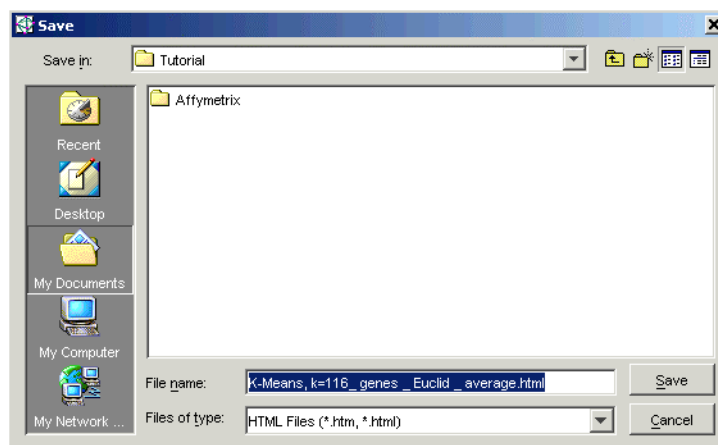 Save
Save in:
Tutorial
Affymetrix
Recent
Desktop
My Documents
My Computer
My Network ...
File name:
K-Means, k=116_ genes _ Euclid _ average.html
Save
Files of type:
HTML Files (*.htm, *.html)
Cancel